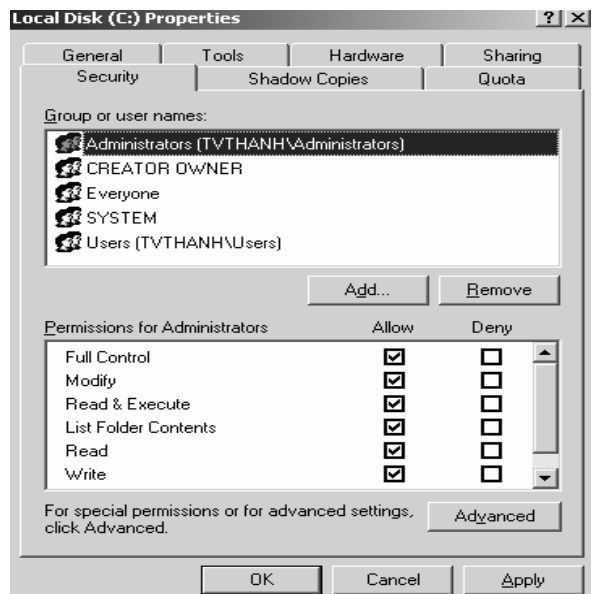 Local Disk (C:) Properties
General Tools Hardware Sharing
Security Shadow Copies Quota
Group or user names:
Administrators (TVTHANH\Administrators)
CREATOR OWNER
Everyone
SYSTEM
Users (TVTHANH\Users)
Add... Remove
Permissions for Administrators Allow Deny
Full Control
Modify
Read & Execute
List Folder Contents
Read
Write
For special permissions or for advanced settings,
click Advanced.
Advanced
OK Cancel Apply